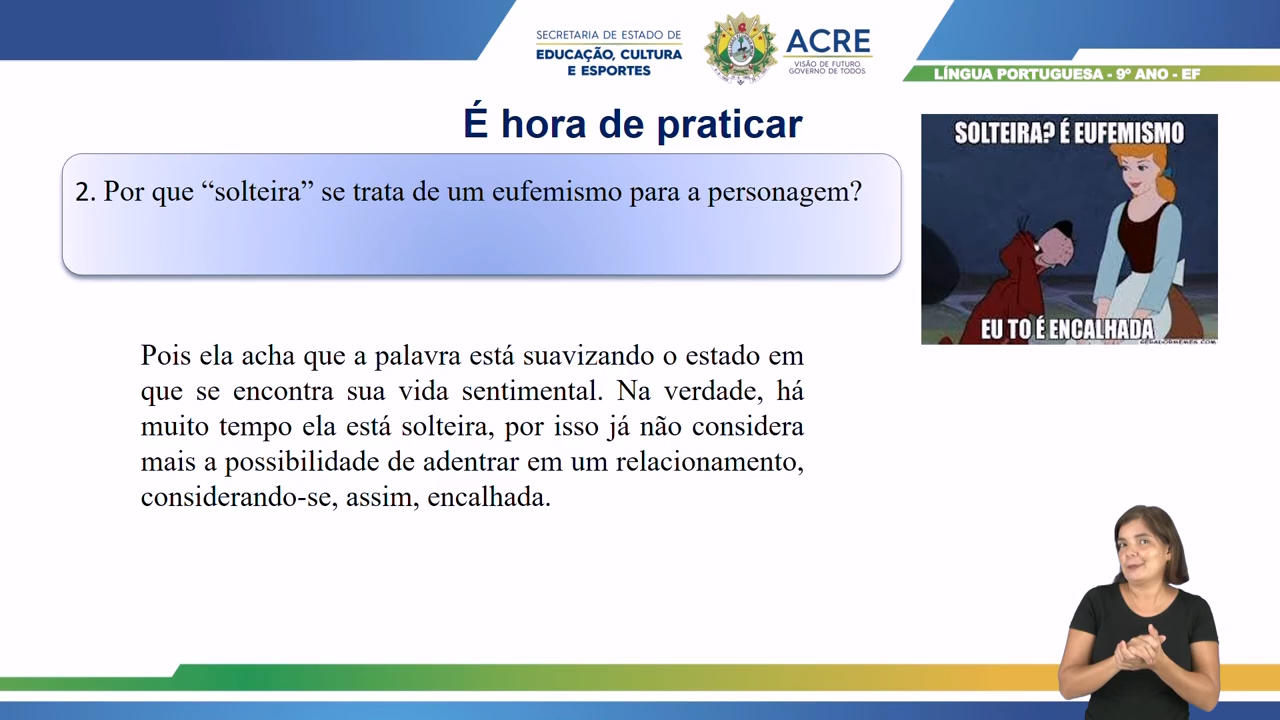 SECRETARIA DE ESTADO DE
EDUCAÇÃO, CULTURA
E ESPORTES
ACRE
VISÃO DE FUTURO,
GOVERNO DE TODOS.
LÍNGUA PORTUGUESA - 9º ANO - EF
É hora de praticar
2. Por que “solteira” se trata de um eufemismo para a personagem?
SOLTEIRA? É EUFEMISMO
EU TO É ENCALHADA
GERADORMEMES.COM
Pois ela acha que a palavra está suavizando o estado em
que se encontra sua vida sentimental. Na verdade, há
muito tempo ela está solteira, por isso já não considera
mais a possibilidade de adentrar em um relacionamento,
considerando-se, assim, encalhada.